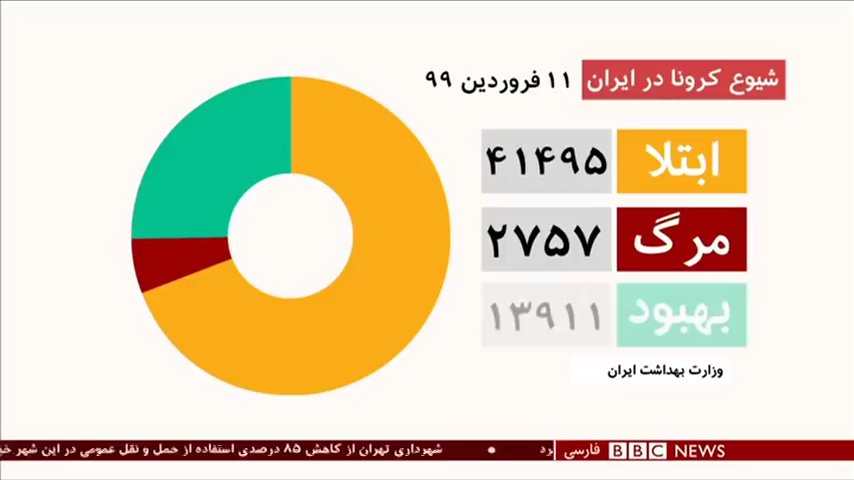 شیوع کرونا در ایران ۱۱ فروردین ۹۹
ابتلا ۴۱۴۹۵
مرگ ۲۷۵۷
بهبود ۱۳۹۱۱
وزارت بهداشت ایران
BBC NEWS فارسی
شهرداری تهران از کاهش ۸۵ درصدی استفاده از حمل و نقل عمومی در این شهر